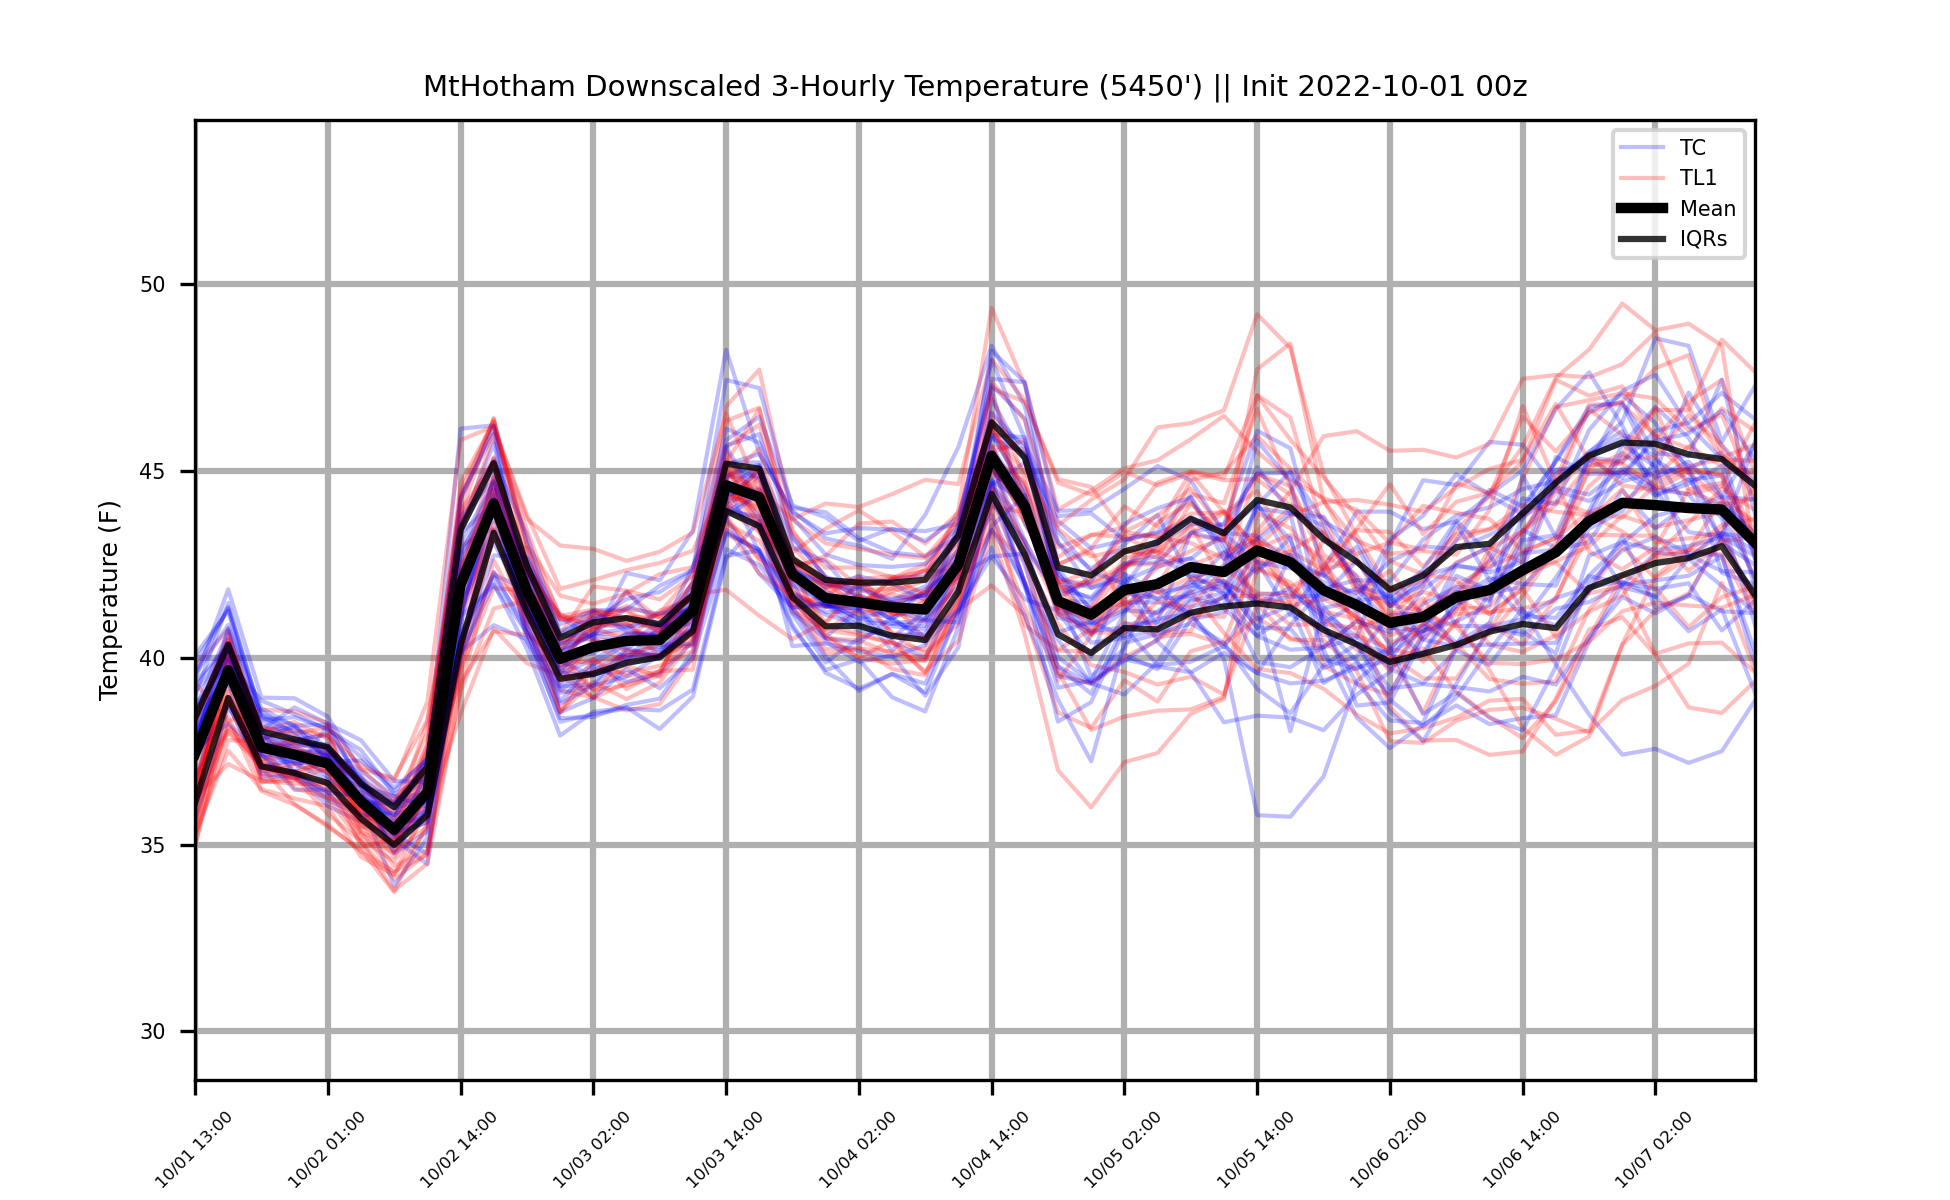 MtHotham Downscaled 3-Hourly Temperature (5450') || Init 2022-10-01 00z
TC
TL1
Mean
IQRs
Temperature (F)
50
45
40
35
30
10/01 13:00
10/02 01:00
10/02 14:00
10/03 02:00
10/03 14:00
10/04 02:00
10/04 14:00
10/05 02:00
10/05 14:00
10/06 02:00
10/06 14:00
10/07 02:00